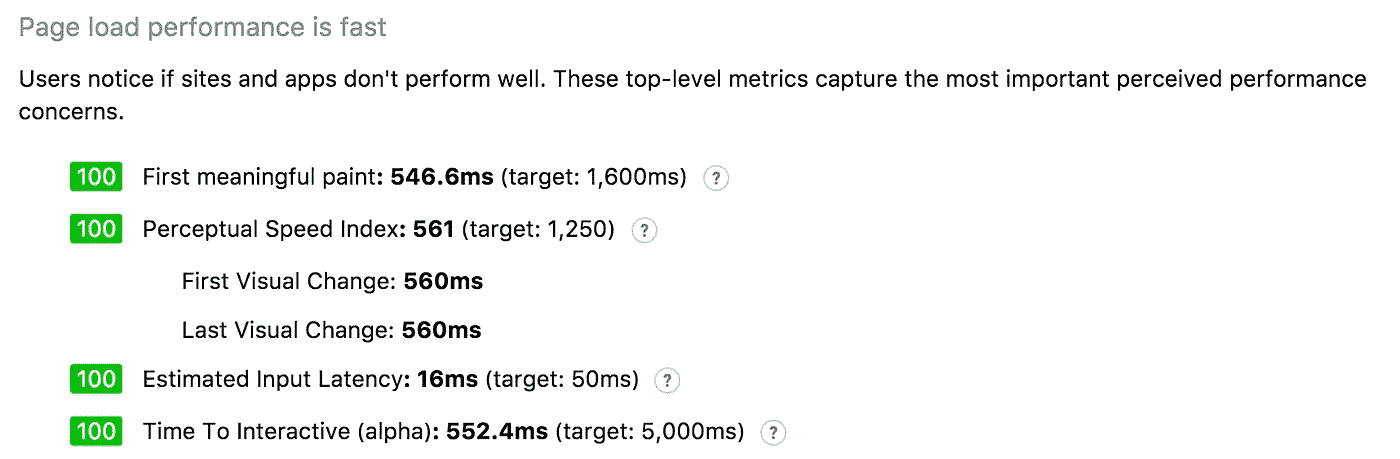 Page load performance is fast
Users notice if sites and apps don't perform well. These top-level metrics capture the most important perceived performance
concerns.
100 First meaningful paint: 546.6ms (target: 1,600ms) ?
100 Perceptual Speed Index: 561 (target: 1,250) ?
First Visual Change: 560ms
Last Visual Change: 560ms
100 Estimated Input Latency: 16ms (target: 50ms) ?
100 Time To Interactive (alpha): 552.4ms (target: 5,000ms) ?